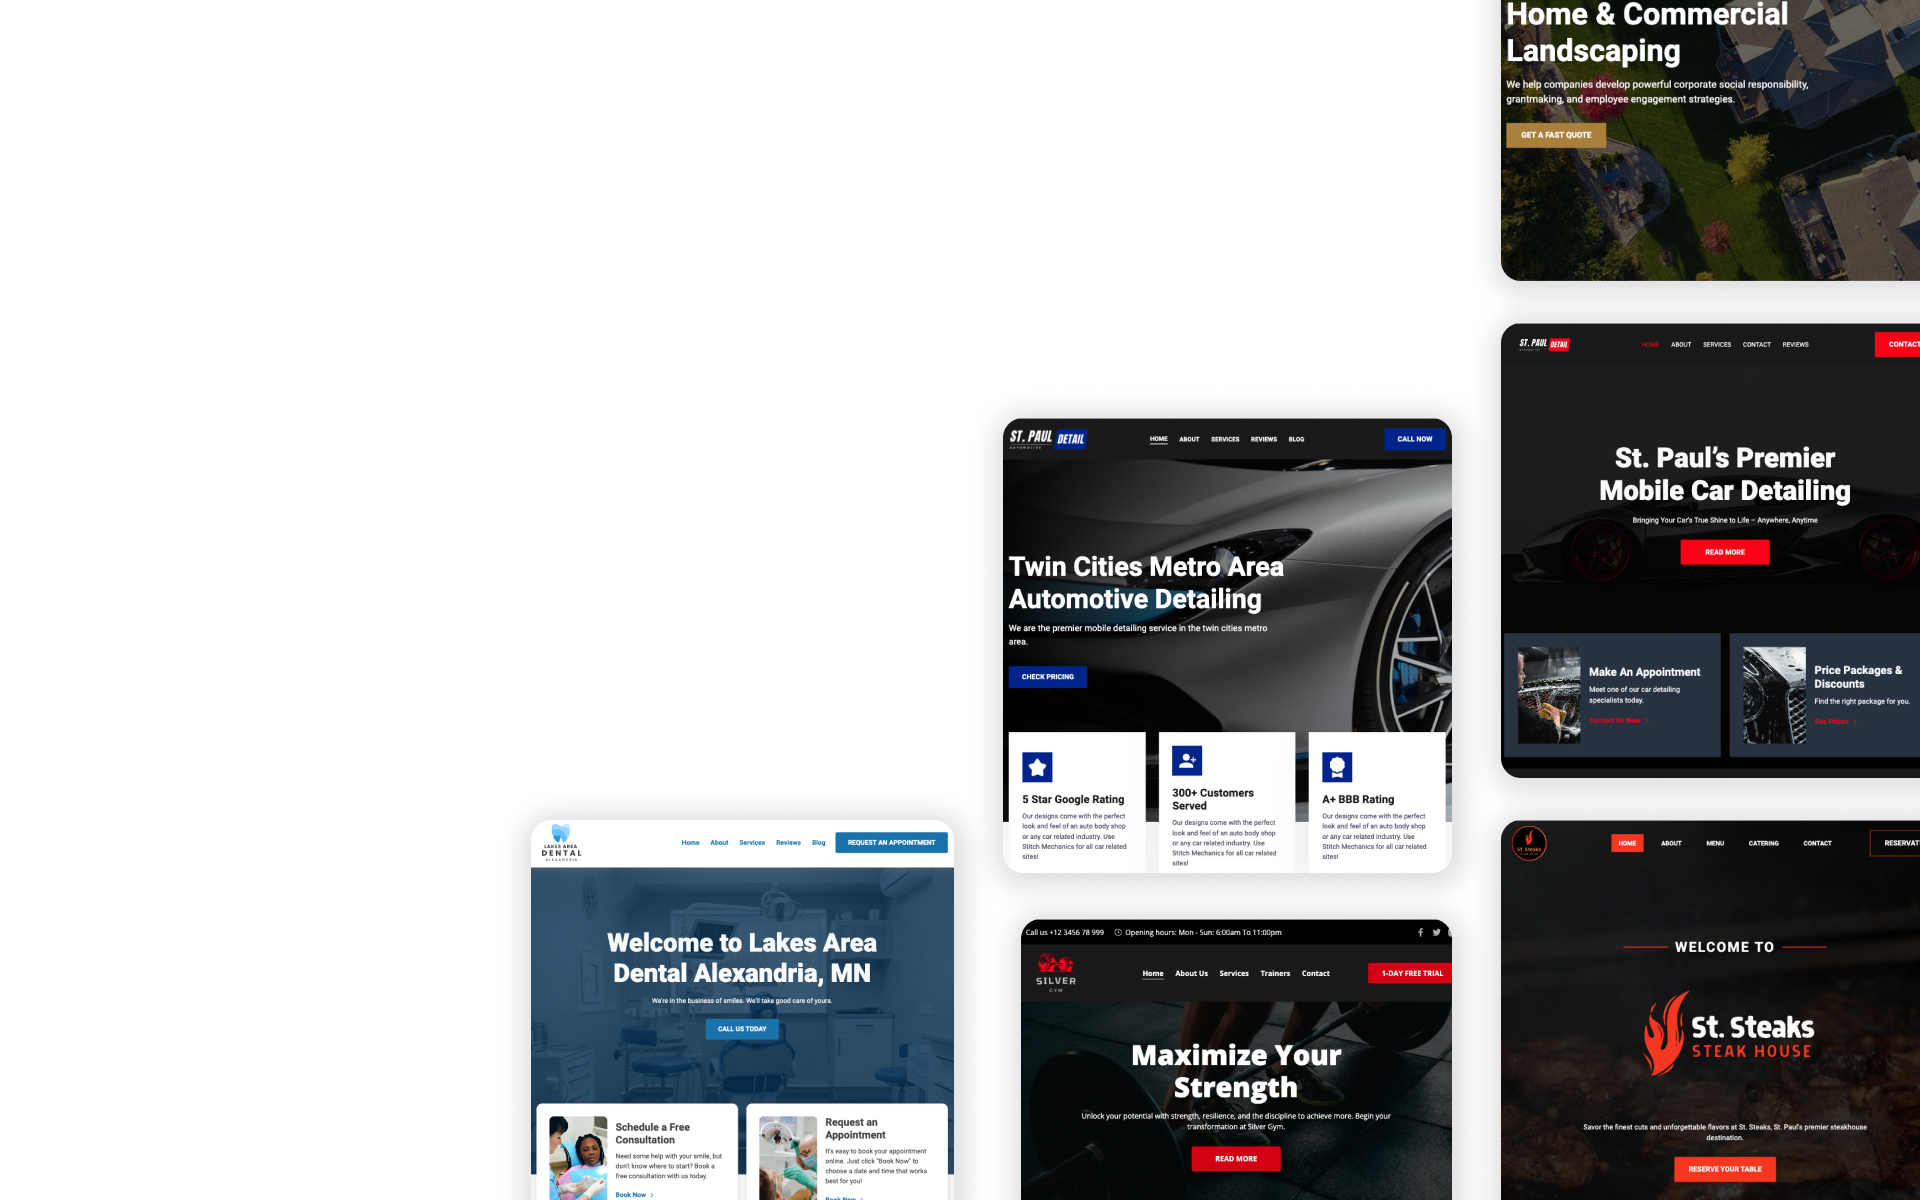 Home & Commercial
Landscaping
We help companies develop powerful corporate social responsibility,
grantmaking, and employee engagement strategies.
GET A FAST QUOTE
ST. PAUL DETAIL
HOME ABOUT SERVICES CONTACT REVIEWS
CONTACT
St. Paul’s Premier
Mobile Car Detailing
Bringing Your Car's True Shine to Life – Anywhere, Anytime
READ MORE
Make An Appointment
Meet one of our car detailing
specialists today.
Contact Us Now
Price Packages &
Discounts
Find the right package for you.
See Prices
ST. PAUL DETAIL
AUTOMOTIVE
HOME ABOUT SERVICES REVIEWS BLOG
CALL NOW
Twin Cities Metro Area
Automotive Detailing
We are the premier mobile detailing service in the twin cities metro
area.
CHECK PRICING
5 Star Google Rating
Our designs come with the perfect
look and feel of an auto body shop
or any car related industry. Use
Stitch Mechanics for all car related
sites!
300+ Customers
Served
Our designs come with the perfect
look and feel of an auto body shop
or any car related industry. Use
Stitch Mechanics for all car related
sites!
A+ BBB Rating
Our designs come with the perfect
look and feel of an auto body shop
or any car related industry. Use
Stitch Mechanics for all car related
sites!
LAKES AREA
DENTAL
ALEXANDRIA
Home About Services Reviews Blog
REQUEST AN APPOINTMENT
Welcome to Lakes Area
Dental Alexandria, MN
We're in the business of smiles. We'll take good care of yours.
CALL US TODAY
Schedule a Free
Consultation
Need some help with your smile, but
don't know where to start? Book a
free consultation with us today.
Book Now
Request an
Appointment
It's easy to book your appointment
online. Just click "Book Now" to
choose a date and time that works
best for you!
Book Now
Call us +12 3456 78 999
Opening hours: Mon - Sun: 6:00am To 11:00pm
SILVER
GYM
Home About Us Services Trainers Contact
1-DAY FREE TRIAL
Maximize Your
Strength
Unlock your potential with strength, resilience, and the discipline to achieve more. Begin your
transformation at Silver Gym.
READ MORE
St. Steaks
HOME ABOUT MENU CATERING CONTACT
RESERVAT
WELCOME TO
St. Steaks
STEAK HOUSE
Savor the finest cuts and unforgettable flavors at St. Steaks, St. Paul's premier steakhouse
destination.
RESERVE YOUR TABLE